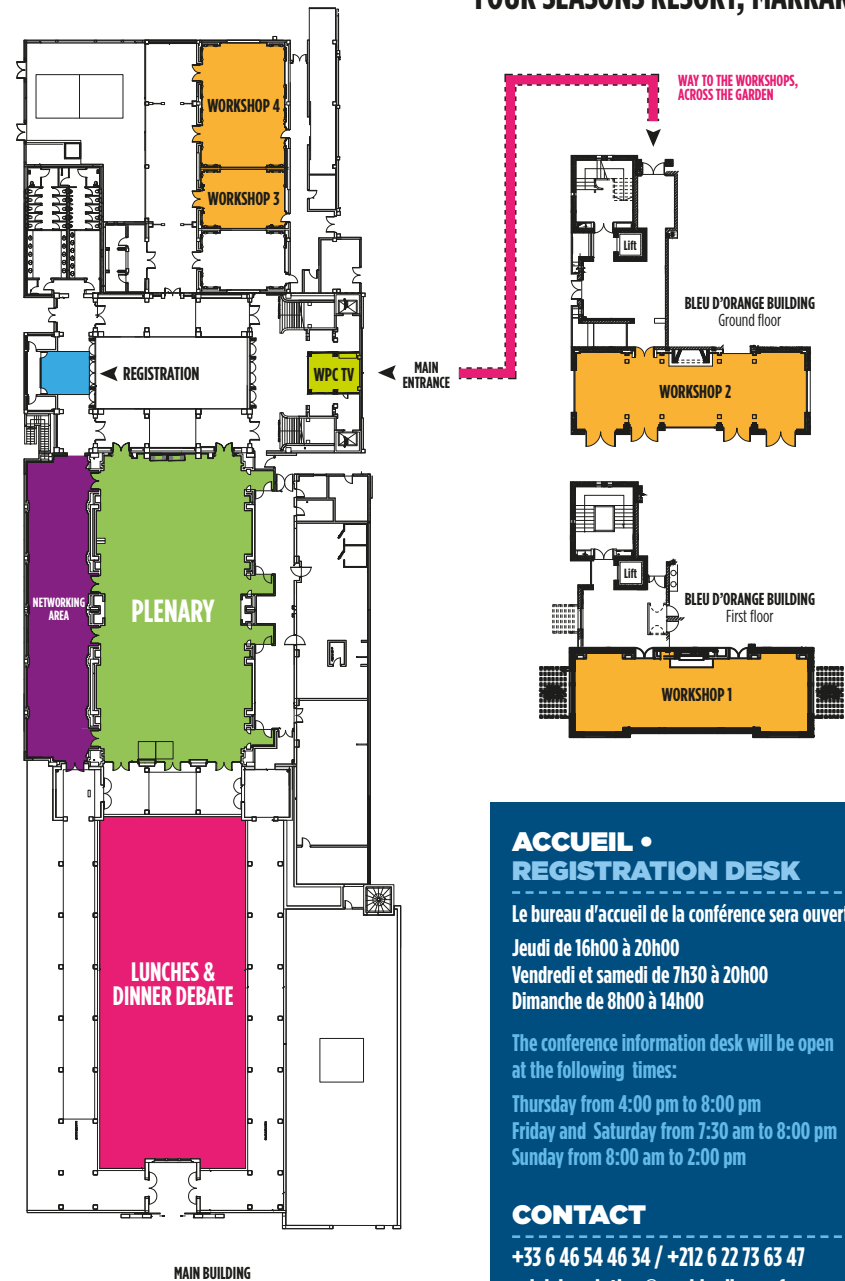 WORKSHOP 4
WORKSHOP 3
REGISTRATION
WPC TV
MAIN
ENTRANCE
NETWORKING
AREA
PLENARY
LUNCHES &
DINNER DEBATE
MAIN BUILDING
FOUR SEASONS RESORT,
WAY TO THE WORKSHOPS,
ACROSS THE GARDEN
Lift
BLEU D'ORANGE BUILDING
Ground floor
WORKSHOP 2
Lift
BLEU D'ORANGE BUILDING
First floor
WORKSHOP 1
ACCUEIL •
REGISTRATION DESK
Le bureau d'accueil de la conférence sera ouvert
Jeudi de 16h00 à 20h00
Vendredi et samedi de 7h30 à 20h00
Dimanche de 8h00 à 14h00
The conference information desk will be open
at the following times:
Thursday from 4:00 pm to 8:00 pm
Friday and Saturday from 7:30 am to 8:00 pm
Sunday from 8:00 am to 2:00 pm
CONTACT
+33 6 46 54 46 34 / +212 6 22 73 63 47